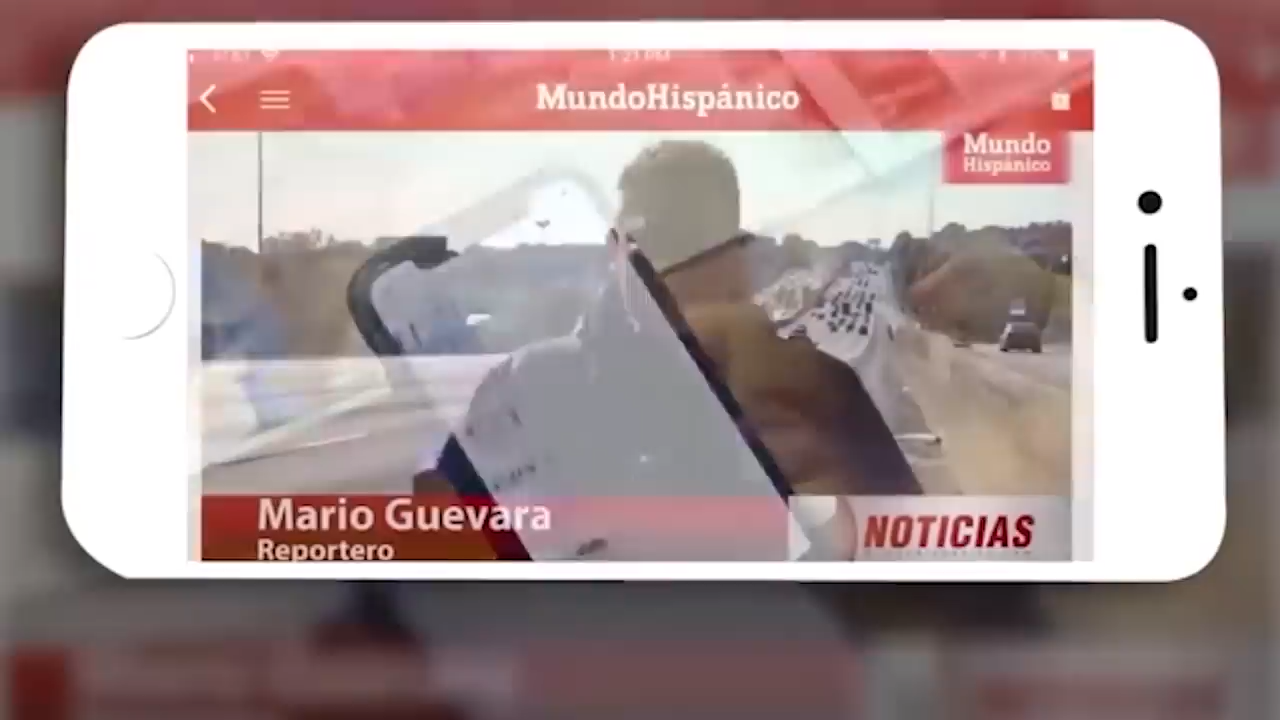 MundoHispánico
Mundo
Hispánico
Mario Guevara
Reportero
NOTICIAS